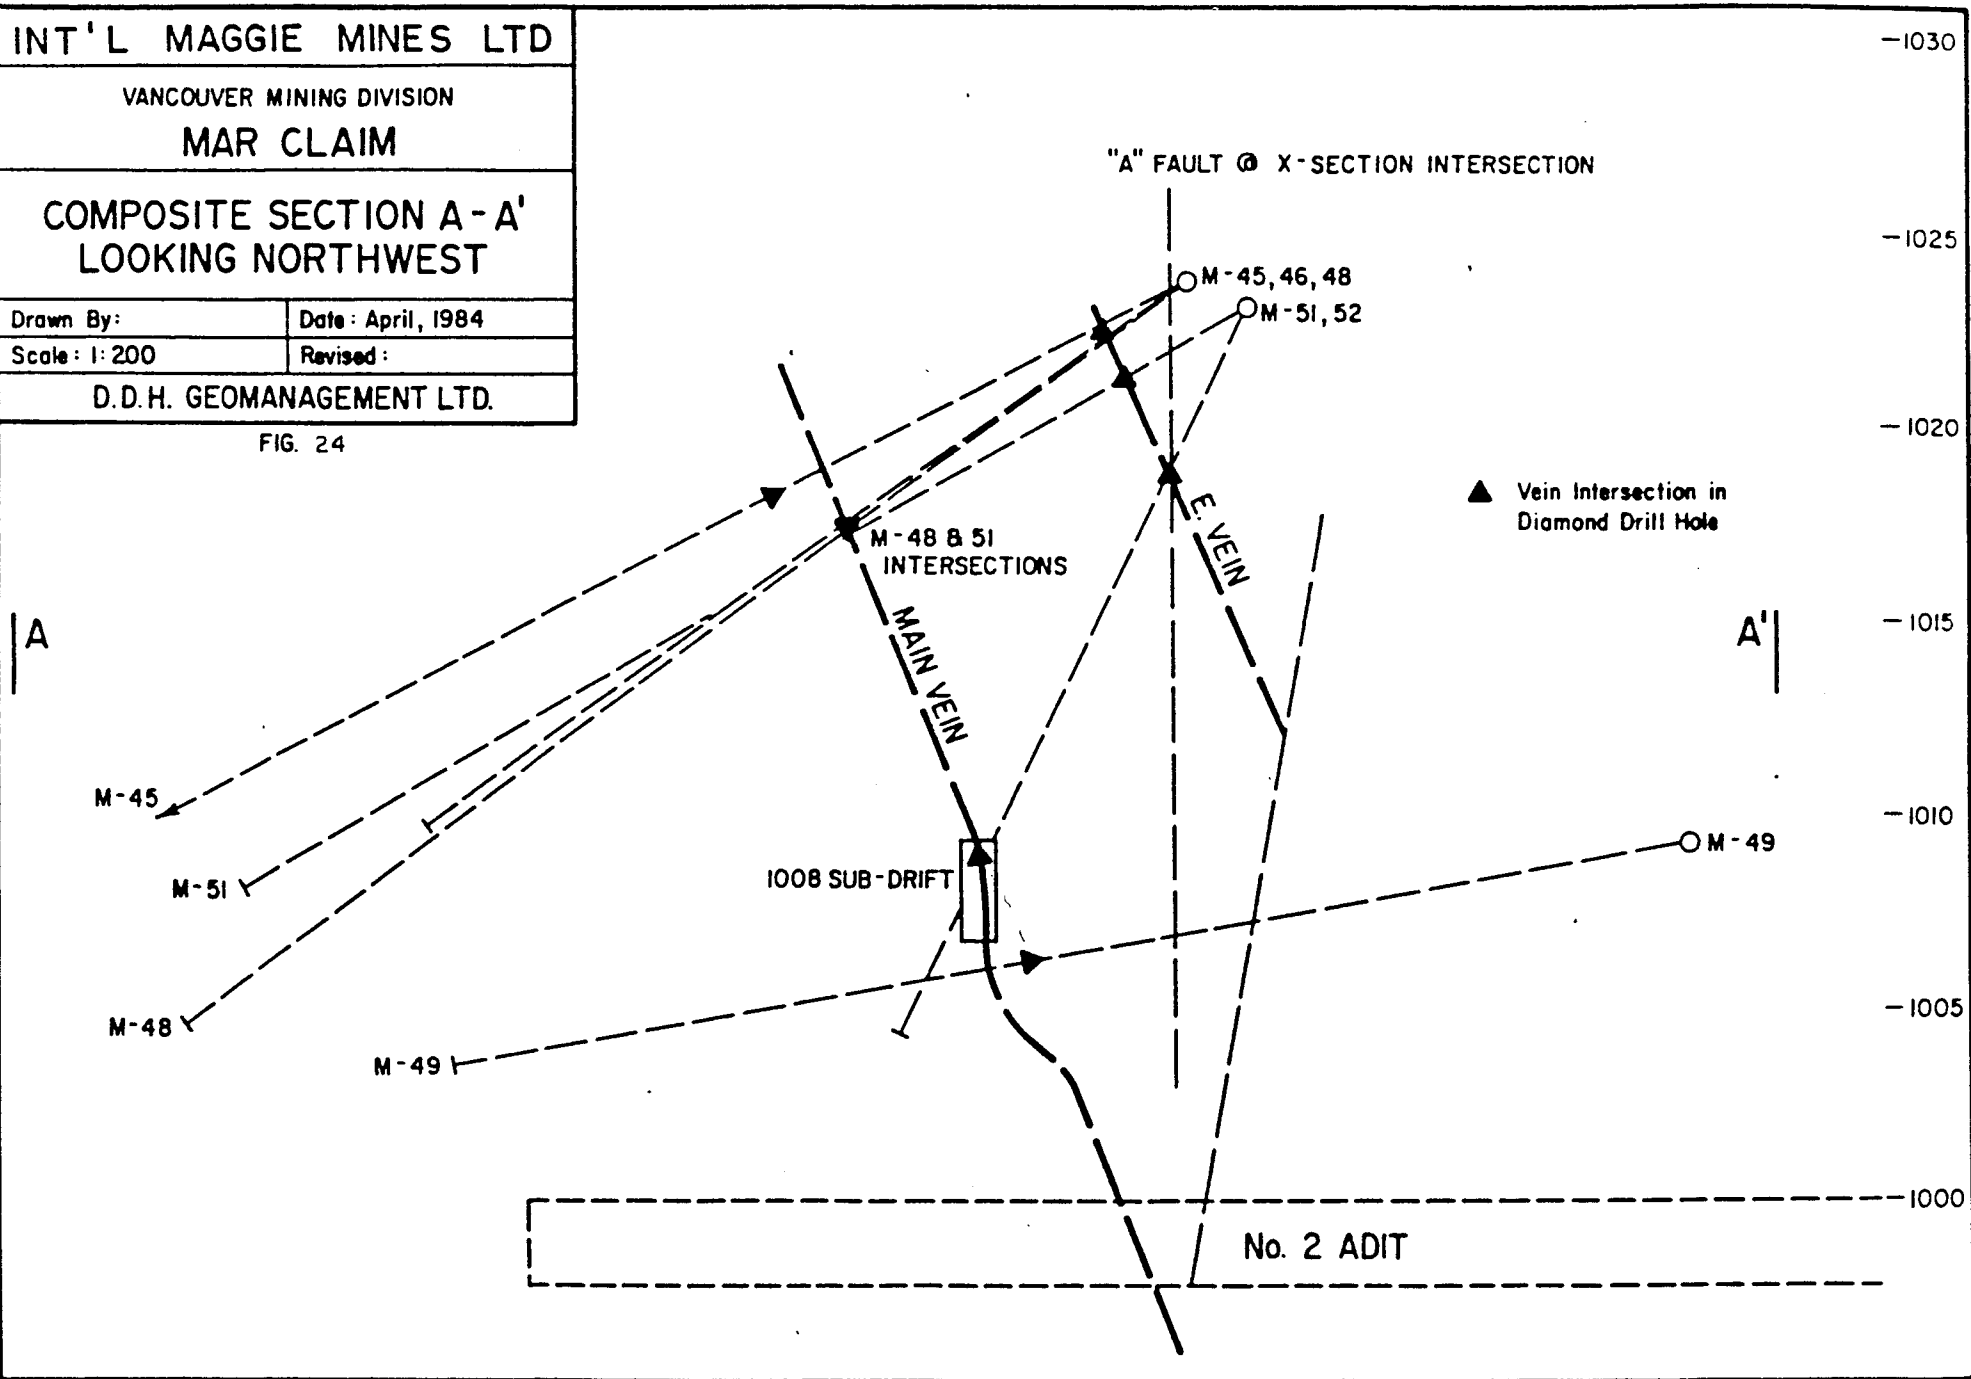 INT'L MAGGIE MINES LTD
VANCOUVER MINING DIVISION
MAR CLAIM
COMPOSITE SECTION A-A'
LOOKING NORTHWEST
Drawn By:
Date: April, 1984
Scale: 1:200
Revised:
D.D.H. GEOMANAGEMENT LTD.
FIG. 24
"A" FAULT @ X-SECTION INTERSECTION
M-45, 46, 48
M-51, 52
E. VEIN
▲ Vein Intersection in
Diamond Drill Hole
M-48 & 51
INTERSECTIONS
MAIN VEIN
A
A'
M-45
M-51
M-48
M-49
1008 SUB-DRIFT
M-49
No. 2 ADIT
-1030
-1025
-1020
-1015
-1010
-1005
-1000